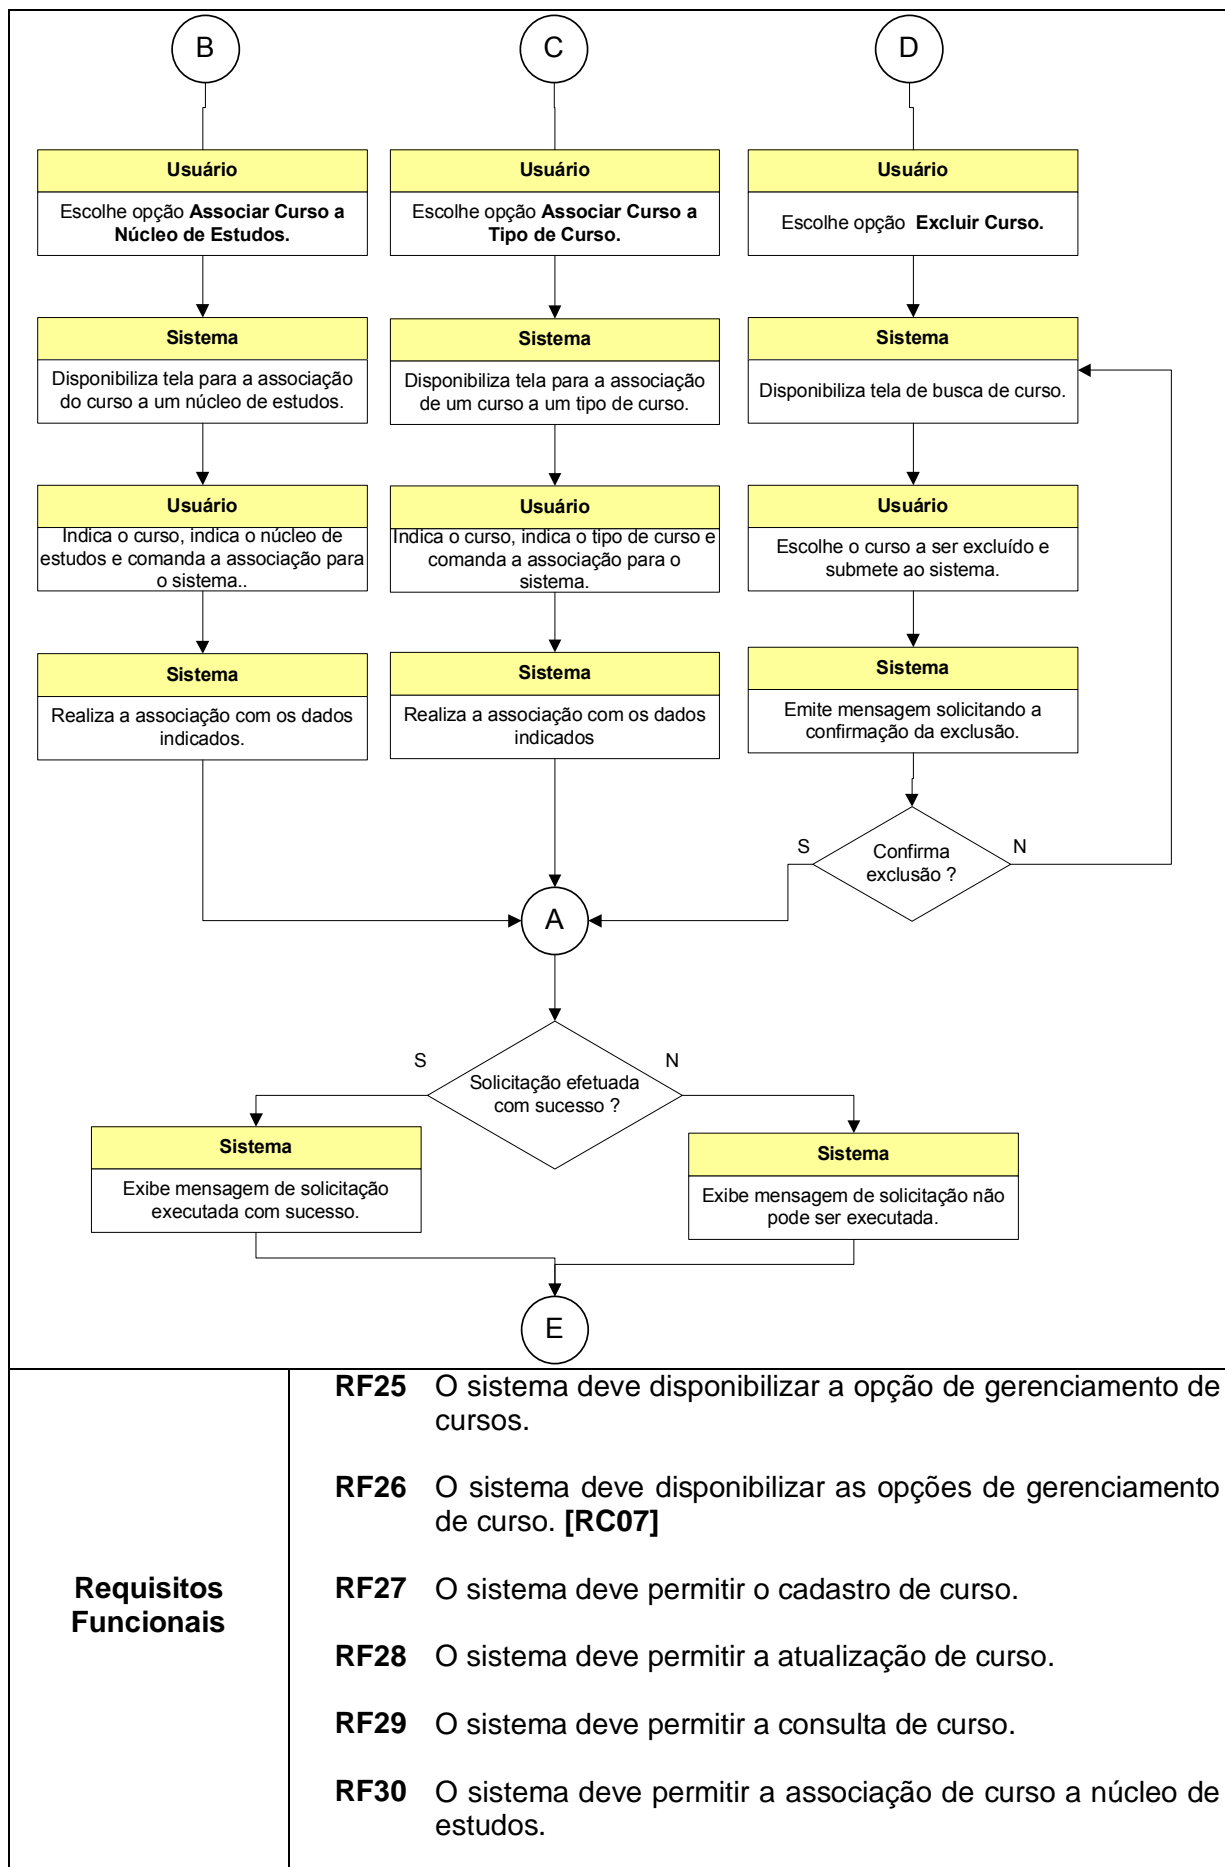 B
C
D
Usuário
Escolhe opção Associar Curso a
Núcleo de Estudos.
Usuário
Escolhe opção Associar Curso a
Tipo de Curso.
Usuário
Escolhe opção Excluir Curso.
Sistema
Disponibiliza tela para a associação
do curso a um núcleo de estudos.
Sistema
Disponibiliza tela para a associação
de um curso a um tipo de curso.
Sistema
Disponibiliza tela de busca de curso.
Usuário
Indica o curso, indica o núcleo de
estudos e comanda a associação para
o sistema..
Usuário
Indica o curso, indica o tipo de curso e
comanda a associação para o
sistema.
Usuário
Escolhe o curso a ser excluído e
submete ao sistema.
Sistema
Realiza a associação com os dados
indicados.
Sistema
Realiza a associação com os dados
indicados
Sistema
Emite mensagem solicitando a
confirmação da exclusão.
S
Confirma
exclusão ?
N
A
S
Solicitação efetuada
com sucesso ?
N
Sistema
Exibe mensagem de solicitação
executada com sucesso.
Sistema
Exibe mensagem de solicitação não
pode ser executada.
E
Requisitos
Funcionais
RF25 O sistema deve disponibilizar a opção de gerenciamento de
cursos.
RF26 O sistema deve disponibilizar as opções de gerenciamento
de curso. [RC07]
RF27 O sistema deve permitir o cadastro de curso.
RF28 O sistema deve permitir a atualização de curso.
RF29 O sistema deve permitir a consulta de curso.
RF30 O sistema deve permitir a associação de curso a núcleo de
estudos.